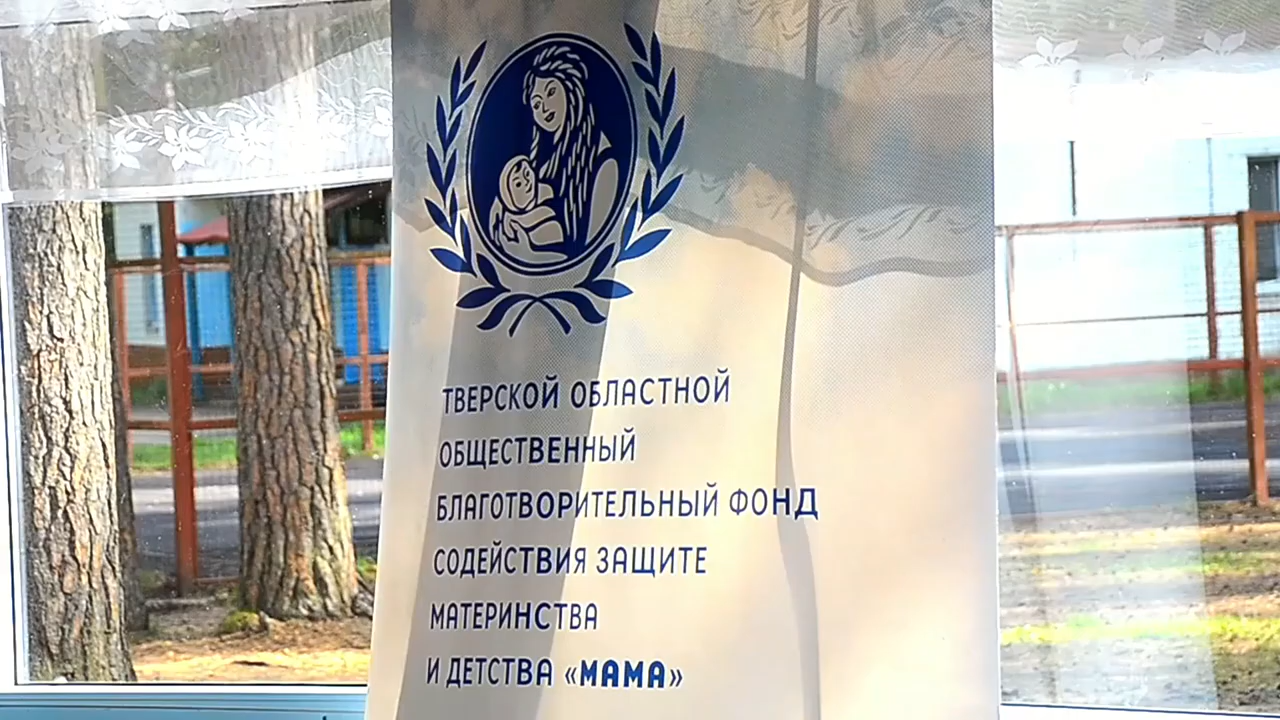 ТВЕРСКОЙ ОБЛАСТНОЙ
ОБЩЕСТВЕННЫЙ
БЛАГОТВОРИТЕЛЬНЫЙ ФОНД
СОДЕЙСТВИЯ ЗАЩИТЕ
МАТЕРИНСТВА
И ДЕТСТВА «МАМА»